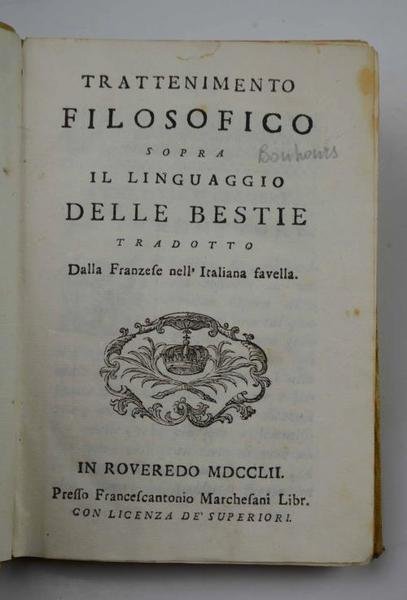 TRATTENIMENTO
FILOSOFICO
SOPRA
Bouhours
IL LINGUAGGIO
DELLE BESTIE
TRADOTTO
Dalla Franzeſe nell' Italiana favella.
IN ROVEREDO MDCCLII.
Preſſo Franceſcantonio Marcheſani Libr.
CON LICENZA DE' SUPERIORI.